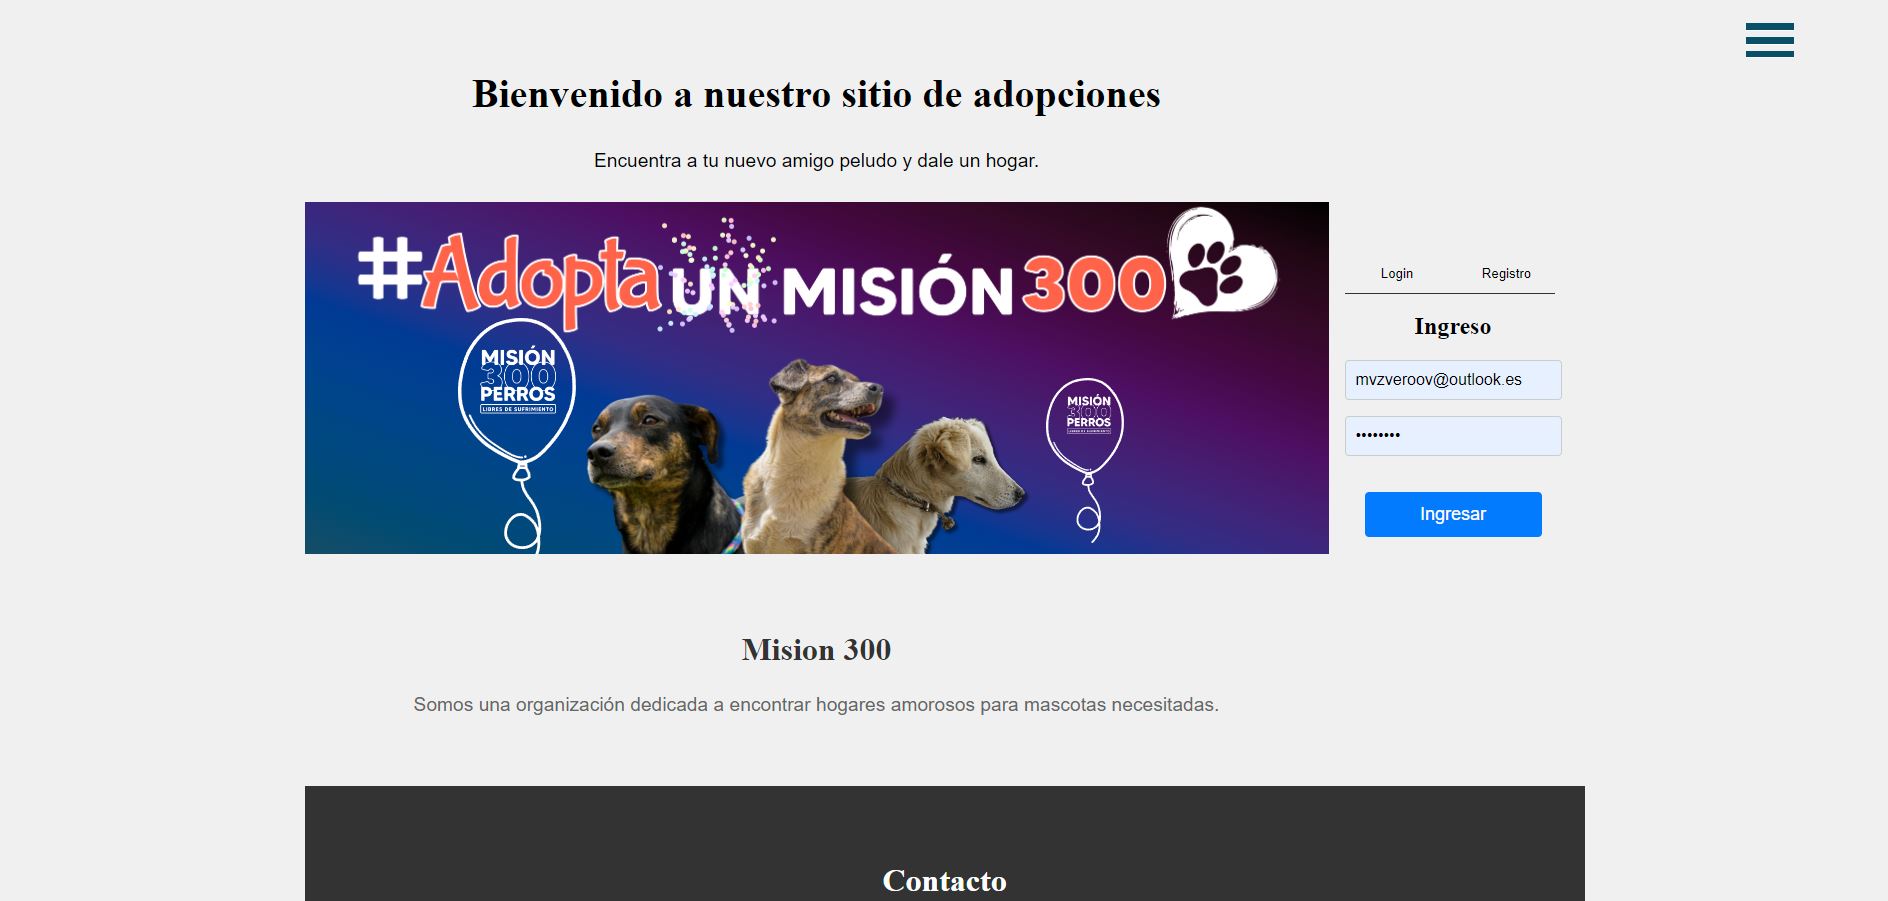 Bienvenido a nuestro sitio de adopciones
Encuentra a tu nuevo amigo peludo y dale un hogar.
#Adopta UN MISIÓN 300
MISIÓN
300
PERROS
LIBRES DE SUFRIMIENTO
MISIÓN
300
PERROS
LIBRES DE SUFRIMIENTO
Login Registro
Ingreso
mvzveroov@outlook.es
••••••••
Ingresar
Mision 300
Somos una organización dedicada a encontrar hogares amorosos para mascotas necesitadas.
Contacto